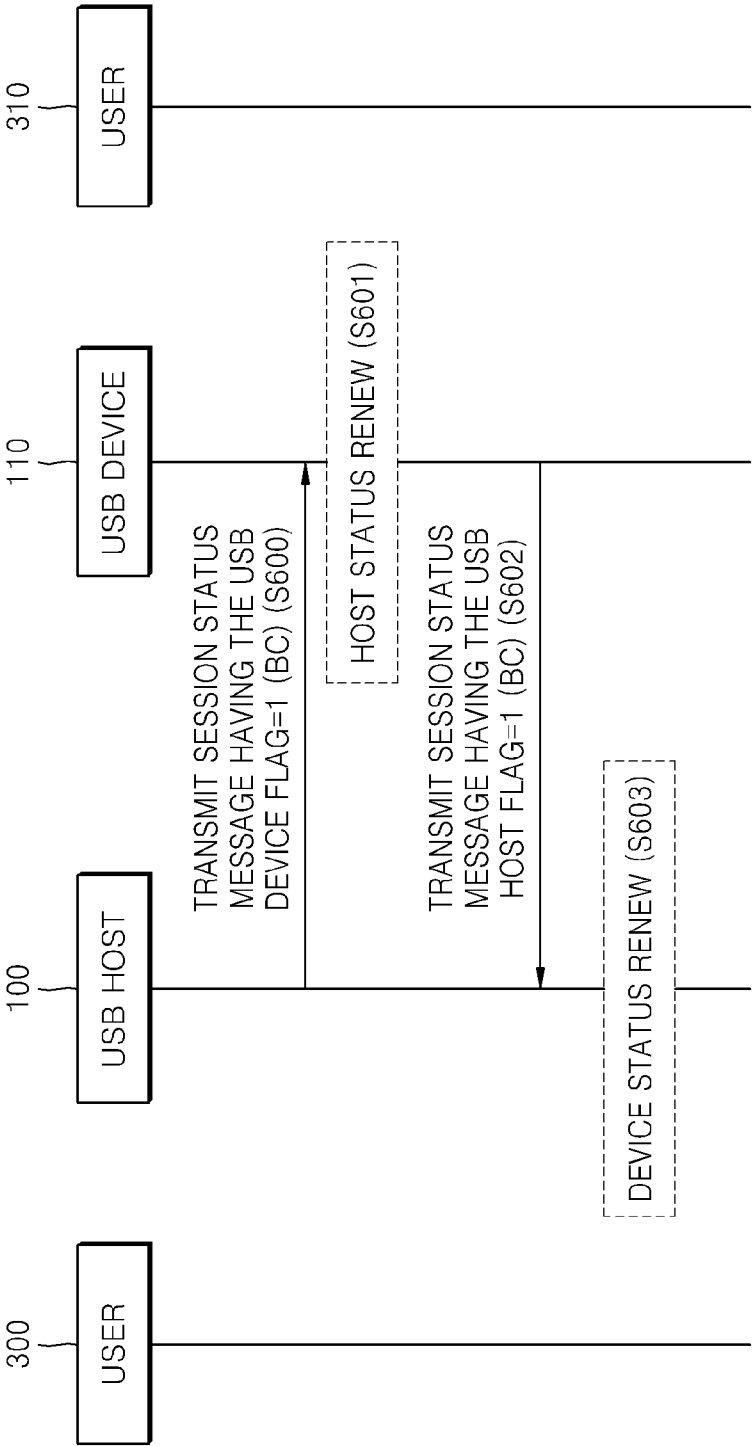 300
100
110
310
USER
USB HOST
USB DEVICE
USER
TRANSMIT SESSION STATUS
MESSAGE HAVING THE USB
DEVICE FLAG=1 (BC) (S600)
HOST STATUS RENEW (S601)
TRANSMIT SESSION STATUS
MESSAGE HAVING THE USB
HOST FLAG=1 (BC) (S602)
DEVICE STATUS RENEW (S603)